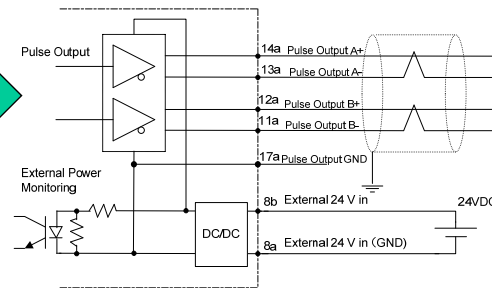 Pulse Output
14a Pulse Output A+
13a Pulse Output A-
12a Pulse Output B+
11a Pulse Output B-
17a Pulse Output GND
External Power
Monitoring
8b External 24 V in
24VDC
DC/DC
8a External 24 V in (GND)